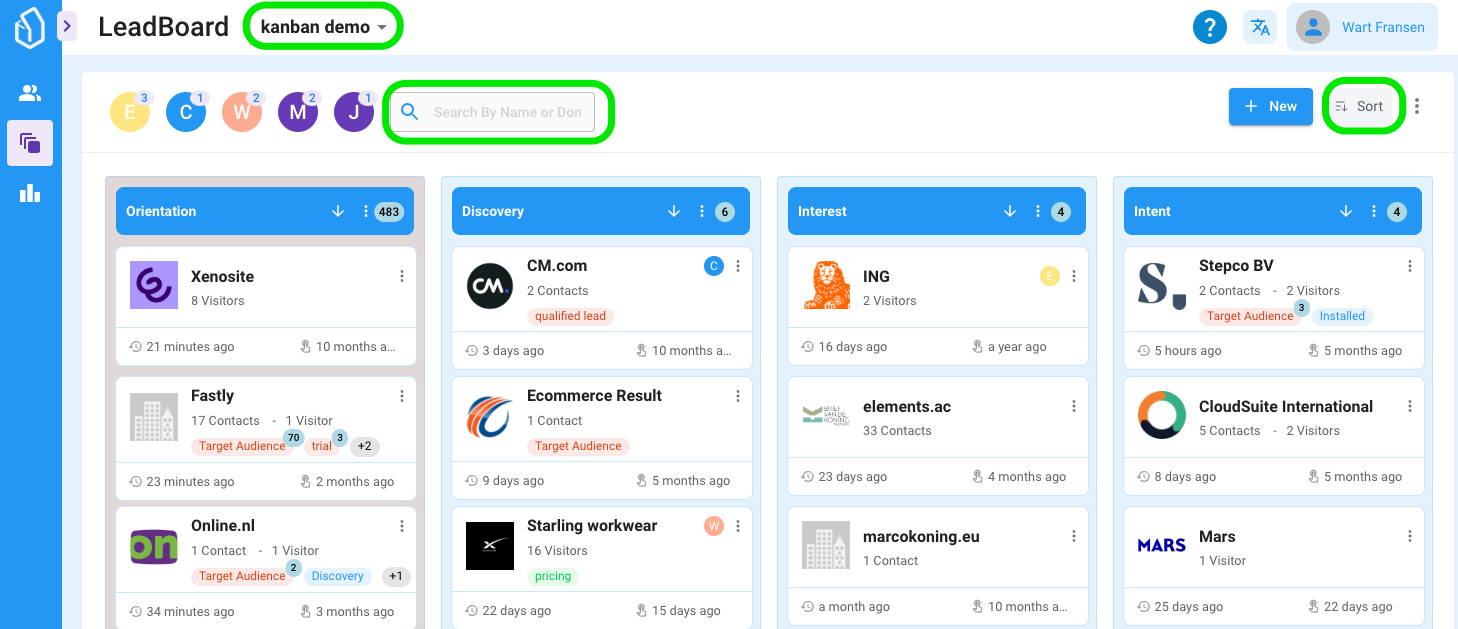 LeadBoard kanban demo
? Wart Fransen
E 3 C 1 W 2 M 2 J 1 Search By Name or Don
+ New Sort
Orientation 483
Xenosite
8 Visitors
21 minutes ago 10 months a...
Fastly
17 Contacts - 1 Visitor
Target Audience 70 trial 3 +2
23 minutes ago 2 months ago
on
Online.nl
1 Contact - 1 Visitor
Target Audience 2 Discovery +1
34 minutes ago 3 months ago
Discovery 6
CM.
CM.com C
2 Contacts
qualified lead
3 days ago 10 months a...
Ecommerce Result
1 Contact
Target Audience
9 days ago 5 months ago
Starling workwear W
16 Visitors
pricing
22 days ago 15 days ago
Interest 4
ING E
2 Visitors
16 days ago a year ago
elements.ac
33 Contacts
23 days ago 4 months ago
marcokoning.eu
1 Contact
a month ago 10 months a...
Intent 4
Stepco BV
2 Contacts - 2 Visitors
Target Audience 3 Installed
5 hours ago 5 months ago
CloudSuite International
5 Contacts - 2 Visitors
8 days ago 5 months ago
MARS
Mars
1 Visitor
25 days ago 22 days ago